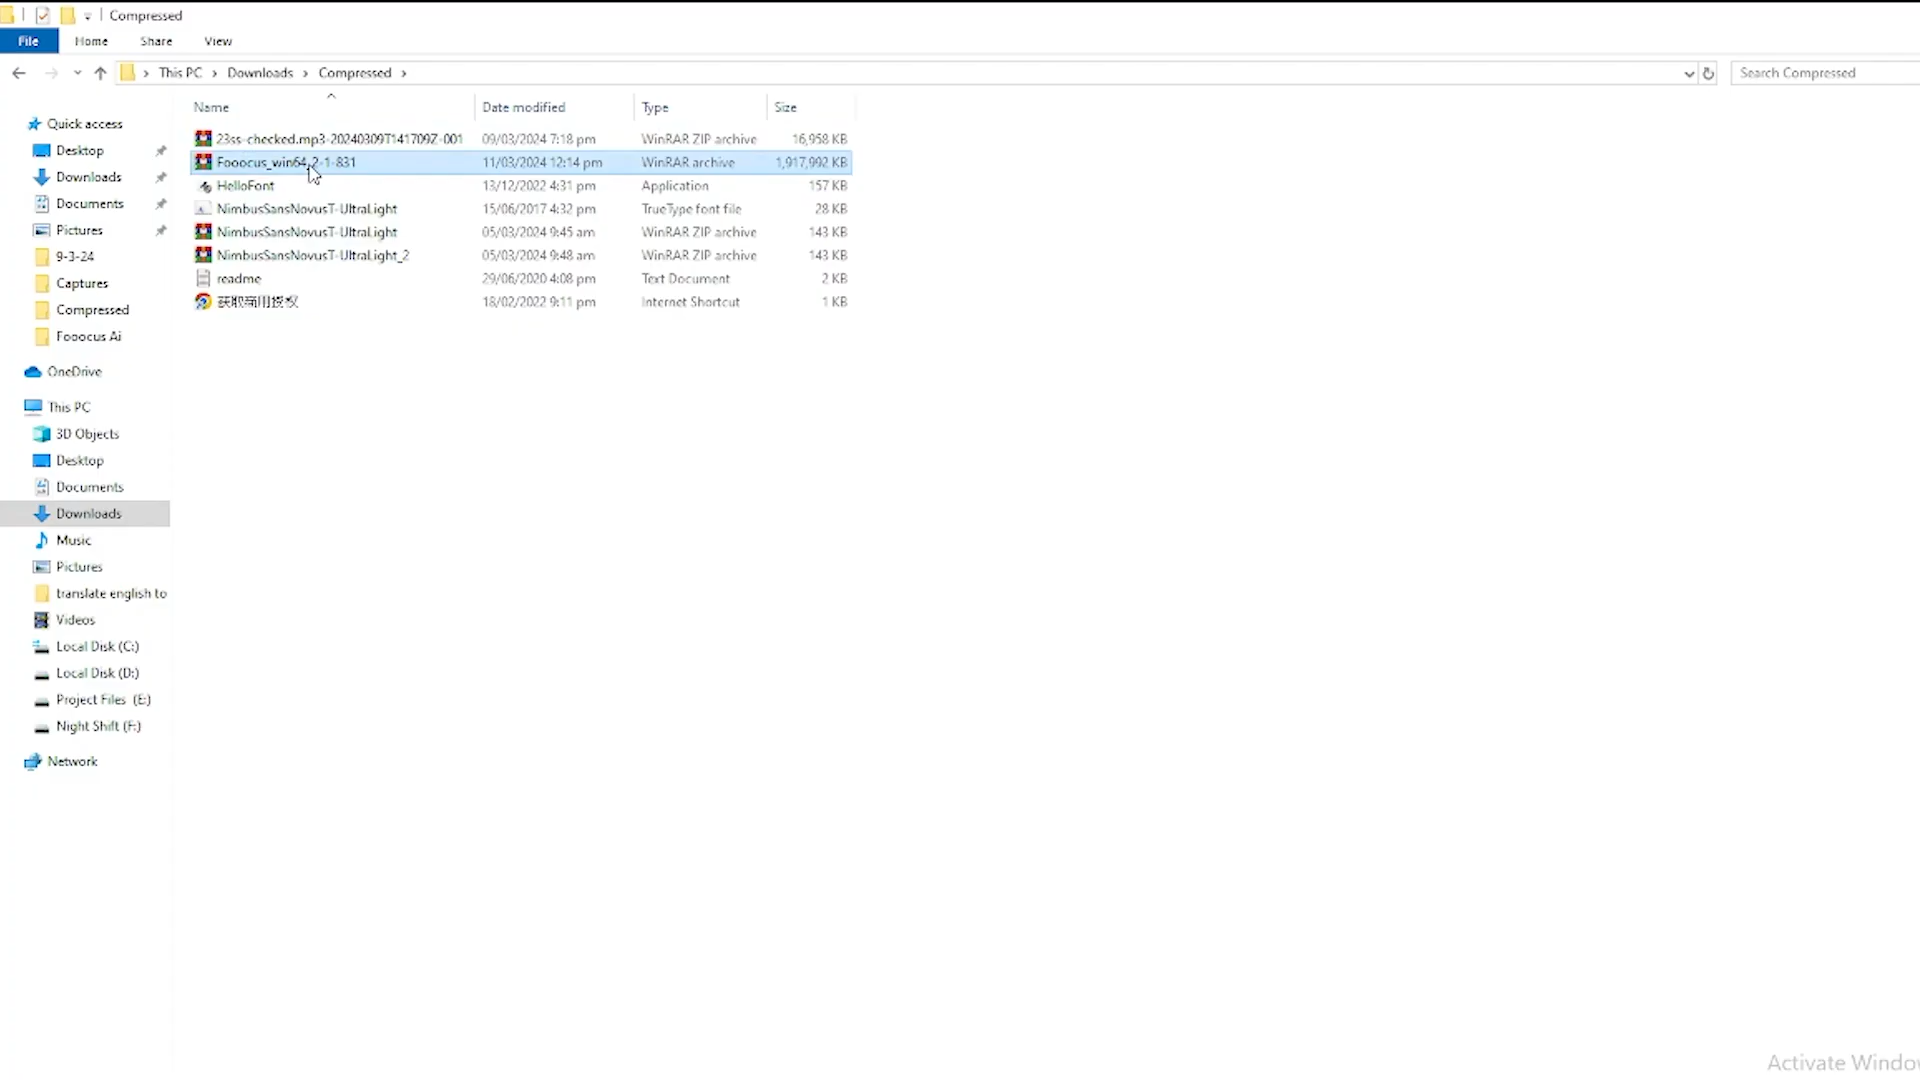 Compressed
File Home Share View
This PC Downloads Compressed Search Compressed
Name Date modified Type Size
23ss-checked.mp3-20240309T141709Z-001 09/03/2024 7:18 pm WinRAR ZIP archive 16,958 KB
Fooocus_win64_2-1-831 11/03/2024 12:14 pm WinRAR archive 1,917,992 KB
HelloFont 13/12/2022 4:31 pm Application 157 KB
NimbusSansNovusT-UltraLight 15/06/2017 4:32 pm TrueType font file 28 KB
NimbusSansNovusT-UltraLight 05/03/2024 9:45 am WinRAR ZIP archive 143 KB
NimbusSansNovusT-UltraLight_2 05/03/2024 9:48 am WinRAR ZIP archive 143 KB
readme 29/06/2020 4:08 pm Text Document 2 KB
获取商用授权 18/02/2022 9:11 pm Internet Shortcut 1 KB
Quick access
Desktop
Downloads
Documents
Pictures
9-3-24
Captures
Compressed
Fooocus Ai
OneDrive
This PC
3D Objects
Desktop
Documents
Downloads
Music
Pictures
translate english to
Videos
Local Disk (C:)
Local Disk (D:)
Project Files (E:)
Night Shift (F:)
Network
Activate Window